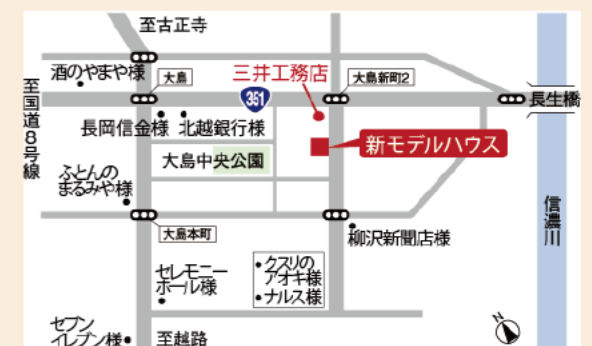 至古正寺
酒のやまや様
大島
三井工務店
大島新町2
至国道8号線
351
長生橋
長岡信金様
北越銀行様
新モデルハウス
大島中央公園
ふとんの
まるみや様
信濃川
大島本町
柳沢新聞店様
セレモニー
ホール様
・クスリの
アオキ様
・ナルス様
セブン
イレブン様
至越路
N